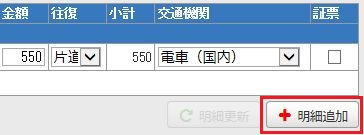 金額 往復 小計 交通機関 証票
550 片道 550 電車（国内）
明細更新 明細追加